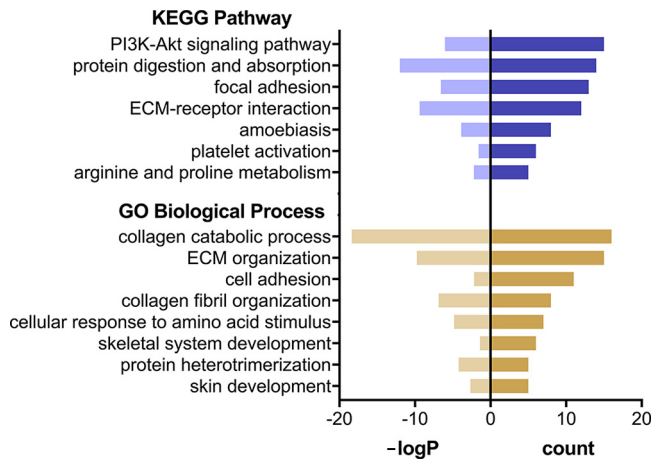 KEGG Pathway
PI3K-Akt signaling pathway
protein digestion and absorption
focal adhesion
ECM-receptor interaction
amoebiasis
platelet activation
arginine and proline metabolism
GO Biological Process
collagen catabolic process
ECM organization
cell adhesion
collagen fibril organization
cellular response to amino acid stimulus
skeletal system development
protein heterotrimerization
skin development
-20 -10 0 10 20
−logP count